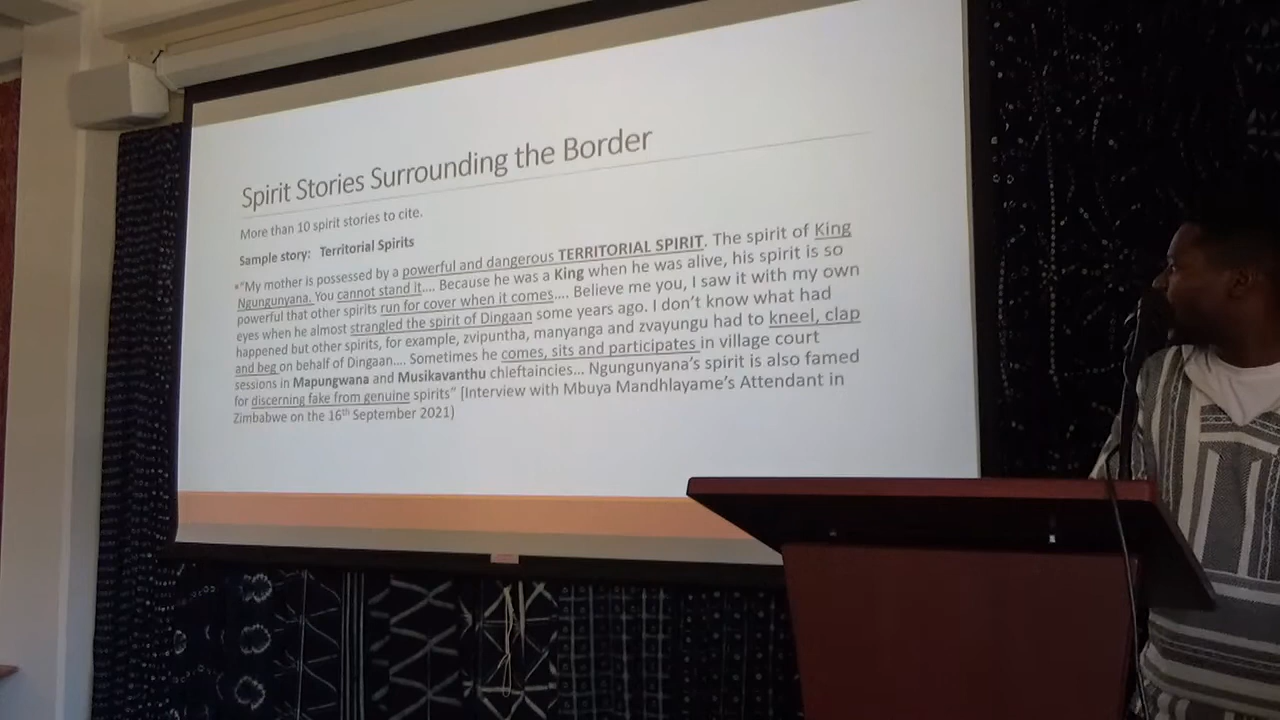 Spirit Stories Surrounding the Border
More than 10 spirit stories to cite.
Sample story: Territorial Spirits
•"My mother is possessed by a powerful and dangerous TERRITORIAL SPIRIT. The spirit of King
Ngungunyana. You cannot stand it.... Because he was a King when he was alive, his spirit is so
powerful that other spirits run for cover when it comes.... Believe me you, I saw it with my own
eyes when he almost strangled the spirit of Dingaan some years ago. I don't know what had
happened but other spirits, for example, zvipuntha, manyanga and zvayungu had to kneel, clap
and beg on behalf of Dingaan.... Sometimes he comes, sits and participates in village court
sessions in Mapungwana and Musikavanthu chieftaincies... Ngungunyana's spirit is also famed
for discerning fake from genuine spirits" [Interview with Mbuya Mandhlayame's Attendant in
Zimbabwe on the 16th September 2021)